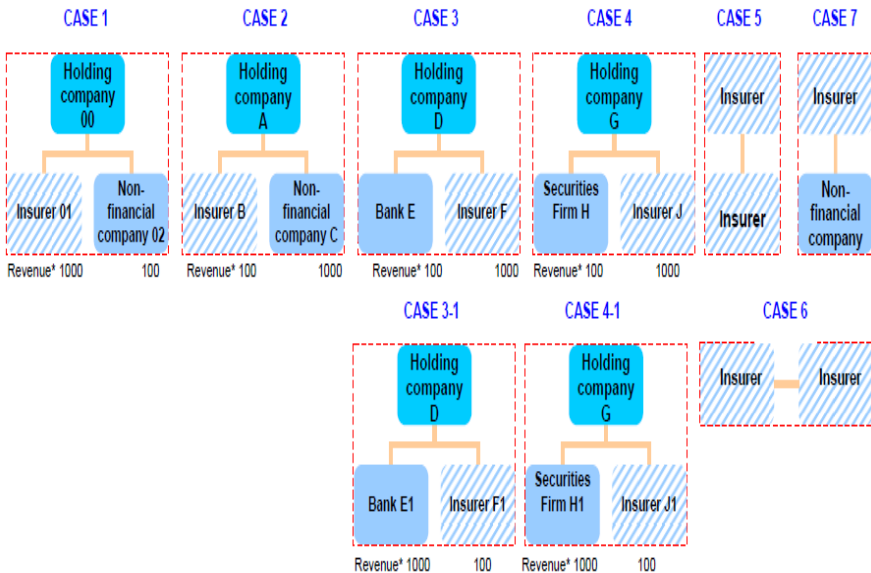 CASE 1
CASE 2
CASE 3
CASE 4
CASE 5
CASE 7
Holding
company
00
Insurer 01
Non-
financial
company 02
Revenue* 1000
100
Holding
company
A
Insurer B
Non-
financial
company C
Revenue* 100
1000
Holding
company
D
Bank E
Insurer F
Revenue* 100
1000
Holding
company
G
Securities
Firm H
Insurer J
Revenue* 100
1000
Insurer
Insurer
Insurer
Non-
financial
company
CASE 3-1
CASE 4-1
CASE 6
Holding
company
D
Bank E1
Insurer F1
Revenue* 1000
100
Holding
company
G
Securities
Firm H1
Insurer J1
Revenue* 1000
100
Insurer
Insurer